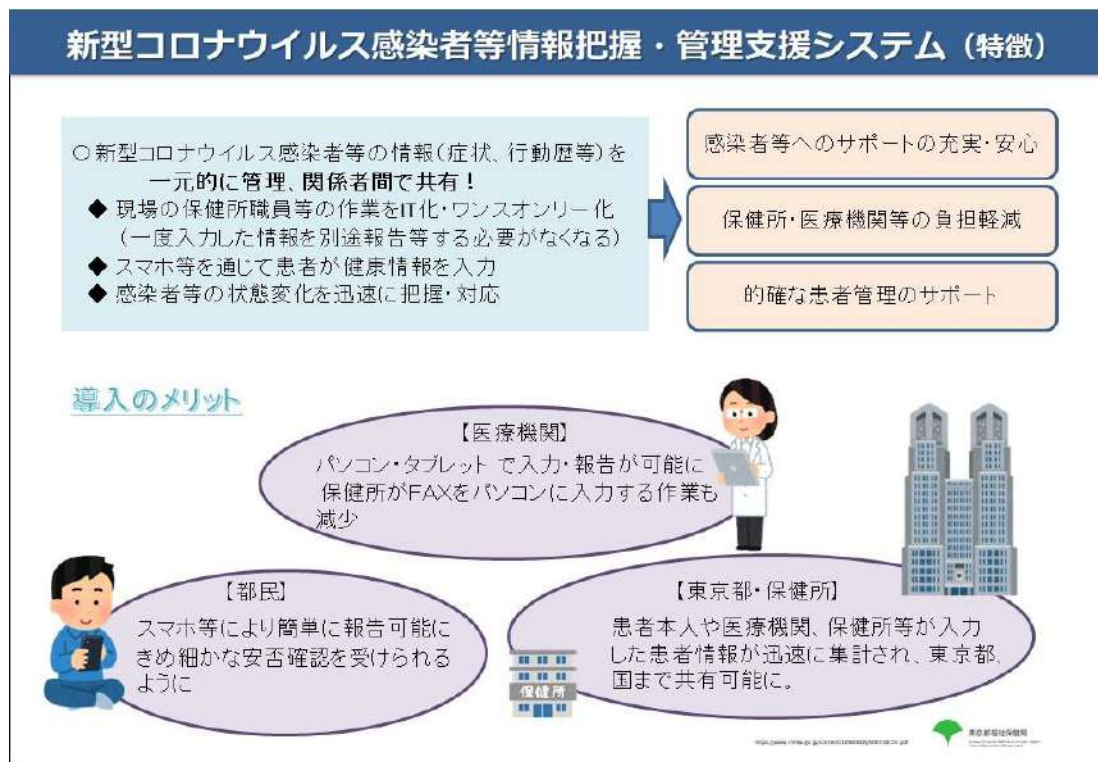 新型コロナウイルス感染者等情報把握・管理支援システム（特徴）
〇新型コロナウイルス感染者等の情報（症状、行動歴等）を
一元的に管理、関係者間で共有！
◆ 現場の保健所職員等の作業をIT化・ワンスオンリー化
（一度入力した情報を別途報告等する必要がなくなる）
◆ スマホ等を通じて患者が健康情報を入力
◆ 感染者等の状態変化を迅速に把握・対応
感染者等へのサポートの充実・安心
保健所・医療機関等の負担軽減
的確な患者管理のサポート
導入のメリット
【医療機関】
パソコン・タブレット で入力・報告が可能に
保健所がFAXをパソコンに入力する作業も
減少
【都民】
スマホ等により簡単に報告可能に
きめ細かな安否確認を受けられる
ように
【東京都・保健所】
患者本人や医療機関、保健所等が入力
した患者情報が迅速に集計され、東京都、
国まで共有可能に。
保健所
東京都福祉保健局